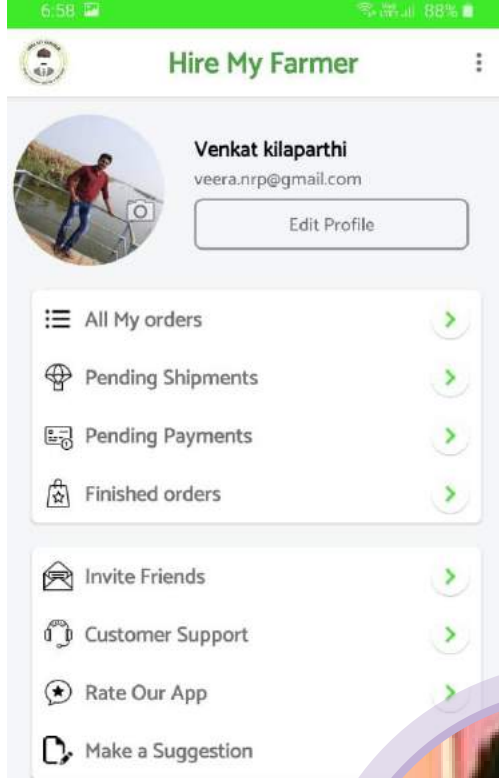 6:58
88%
Hire My Farmer
Venkat kilaparthi
veera.nrp@gmail.com
Edit Profile
All My orders
Pending Shipments
Pending Payments
Finished orders
Invite Friends
Customer Support
Rate Our App
Make a Suggestion